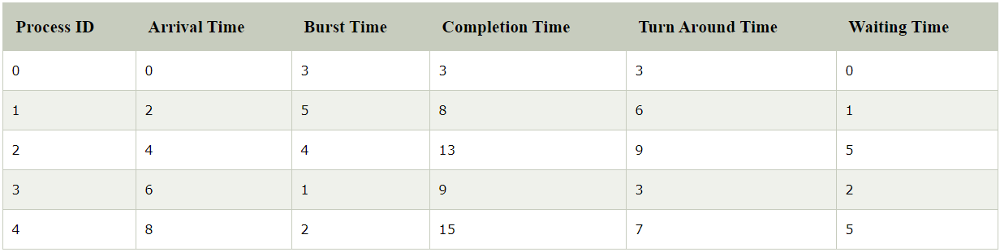 Process ID Arrival Time Burst Time Completion Time Turn Around Time Waiting Time
0 0 3 3 3 0
1 2 5 8 6 1
2 4 4 13 9 5
3 6 1 9 3 2
4 8 2 15 7 5